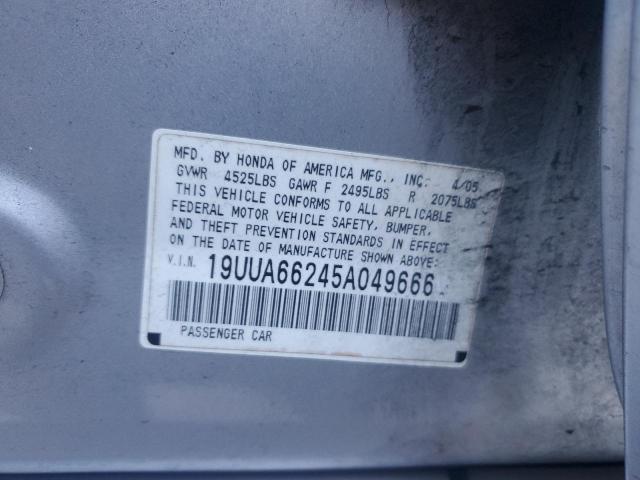 MFD. BY HONDA OF AMERICA MFG., INC. 4/05
GVWR 4525LBS GAWR F 2495LBS R 2075LBS
THIS VEHICLE CONFORMS TO ALL APPLICABLE
FEDERAL MOTOR VEHICLE SAFETY, BUMPER,
AND THEFT PREVENTION STANDARDS IN EFFECT
ON THE DATE OF MANUFACTURE SHOWN ABOVE.
V.I.N. 19UUA66245A049666
PASSENGER CAR